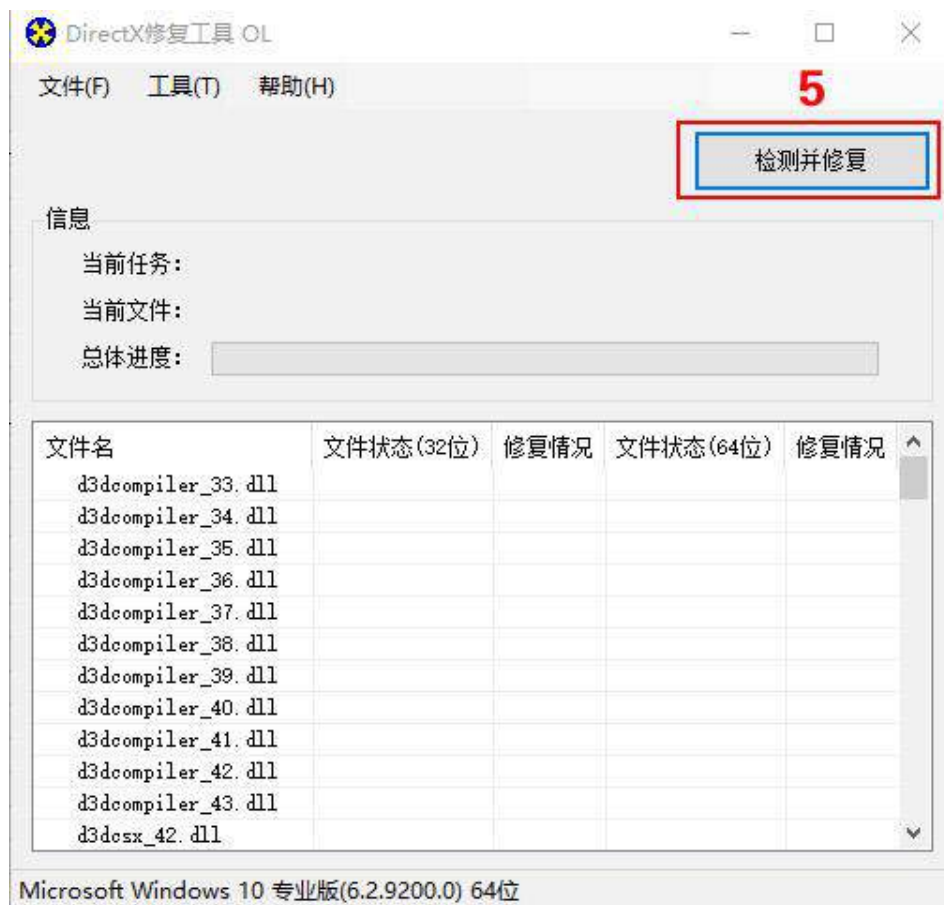 DirectX修复工具 OL
文件(F) 工具(T) 帮助(H)
5
检测并修复
信息
当前任务：
当前文件：
总体进度：
文件名 文件状态(32位) 修复情况 文件状态(64位) 修复情况
d3dcompiler_33.dll
d3dcompiler_34.dll
d3dcompiler_35.dll
d3dcompiler_36.dll
d3dcompiler_37.dll
d3dcompiler_38.dll
d3dcompiler_39.dll
d3dcompiler_40.dll
d3dcompiler_41.dll
d3dcompiler_42.dll
d3dcompiler_43.dll
d3dcsx_42.dll
Microsoft Windows 10 专业版(6.2.9200.0) 64位